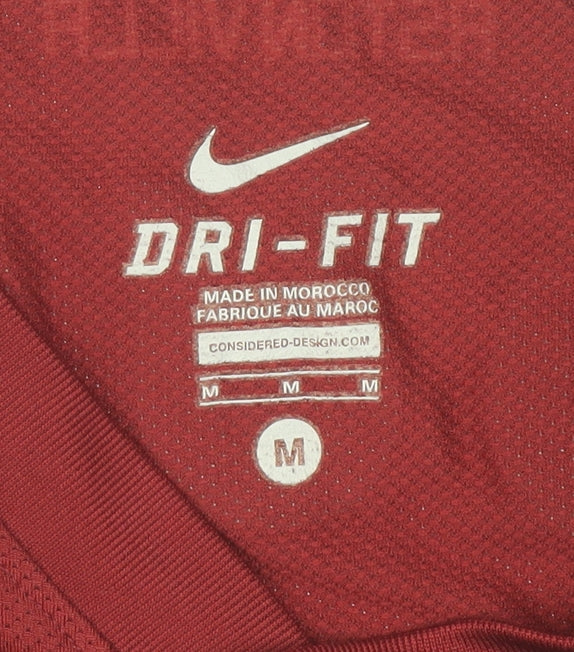 DRI-FIT
MADE IN MOROCCO
FABRIQUE AU MAROC
CONSIDERED-DESIGN.COM
M M M
M